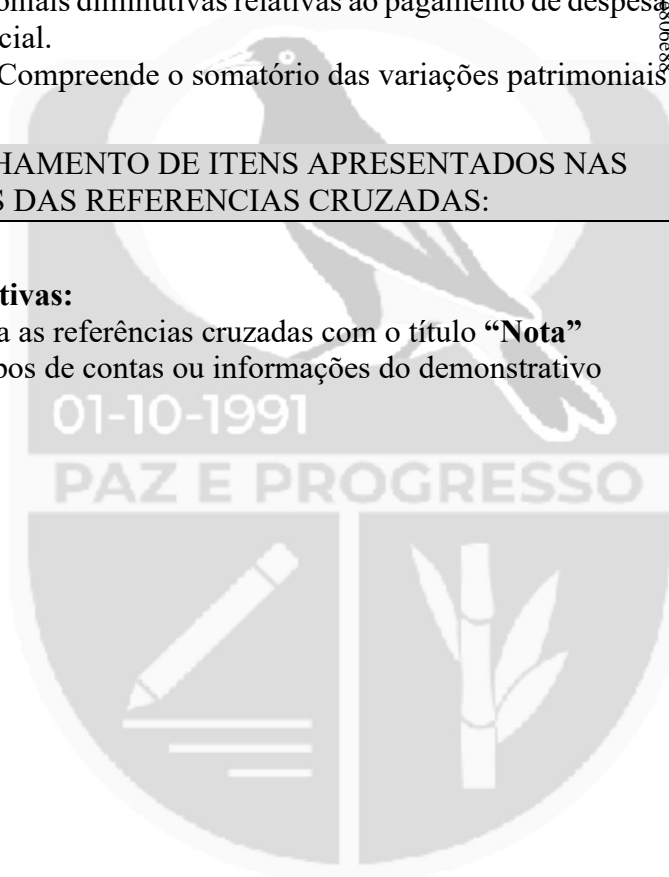 oniais diminutivas relativas ao pagamento de despesa
cial.
Compreende o somatório das variações patrimoniais
HAMENTO DE ITENS APRESENTADOS NAS
S DAS REFERENCIAS CRUZADAS:
tivas:
a as referências cruzadas com o título “Nota”
pos de contas ou informações do demonstrativo
01-10-1991
PAZ E PROGRESSO